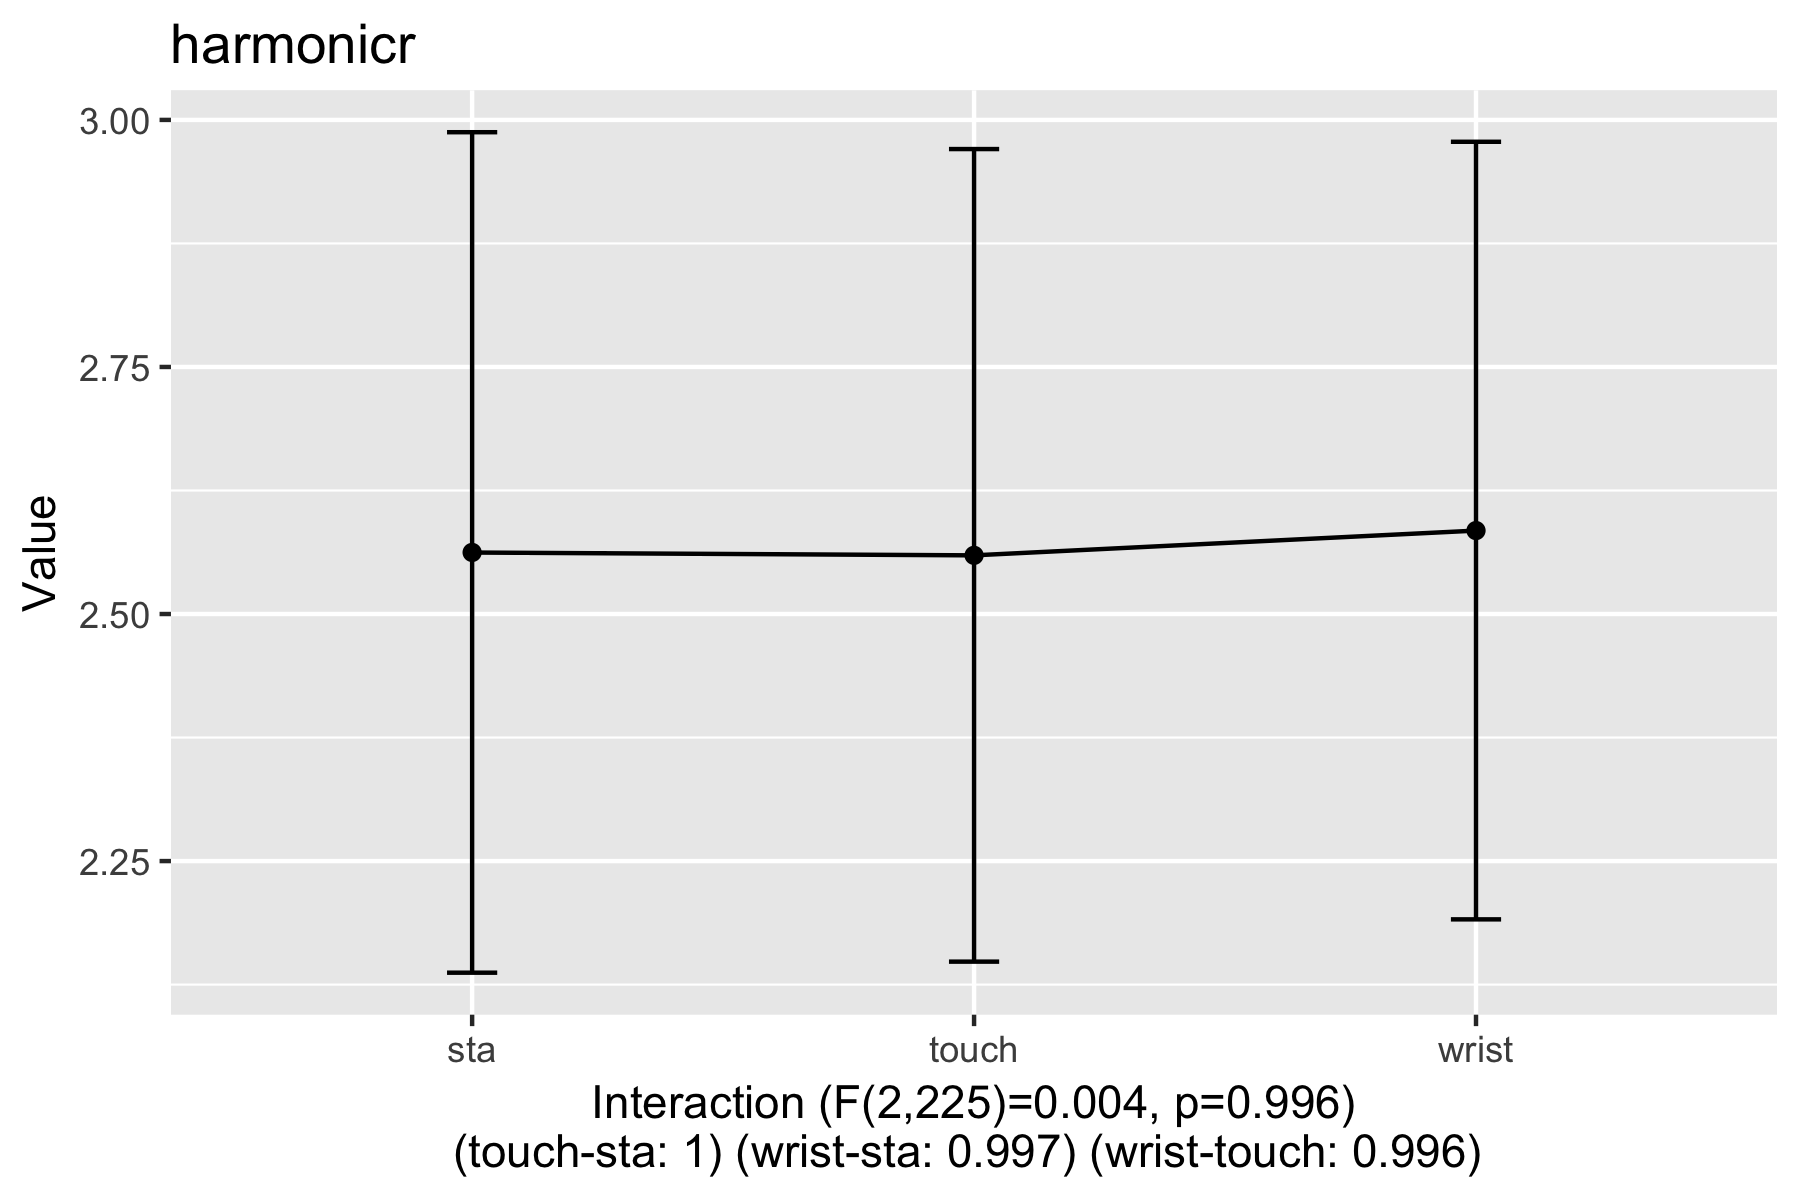 harmonicr
3.00
2.75
2.50
2.25
Value
sta touch wrist
Interaction (F(2,225)=0.004, p=0.996)
(touch-sta: 1) (wrist-sta: 0.997) (wrist-touch: 0.996)